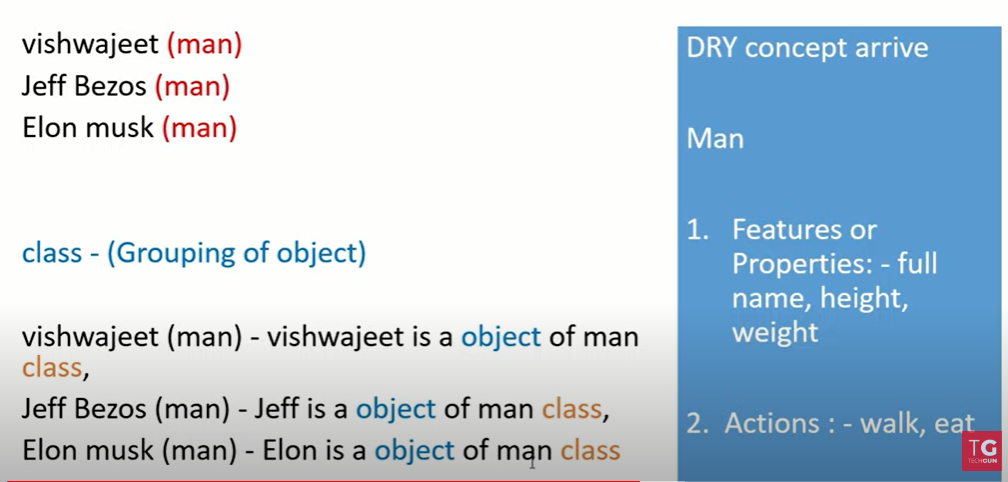 vishwajeet (man)
Jeff Bezos (man)
Elon musk (man)
class - (Grouping of object)
vishwajeet (man) - vishwajeet is a object of man
class,
Jeff Bezos (man) - Jeff is a object of man class,
Elon musk (man) - Elon is a object of man class
DRY concept arrive
Man
1. Features or
Properties: - full
name, height,
weight
2. Actions : - walk, eat
TG
TECHGUN